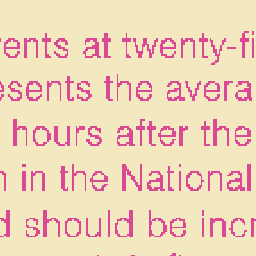 ents at twenty-fi
esents the avera
hours after the
n in the National
d should be incr